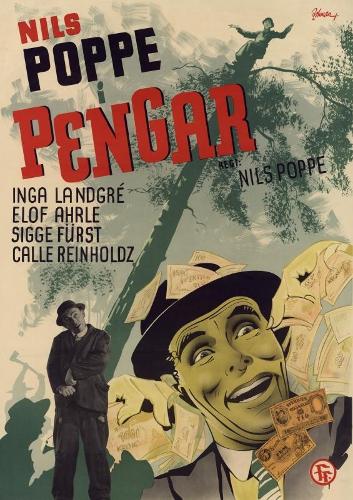 NILS
POPPE
i
PENGAR
REGI:
NILS POPPE
INGA LANDGRÉ
ELOF AHRLE
SIGGE FÜRST
CALLE REINHOLDZ